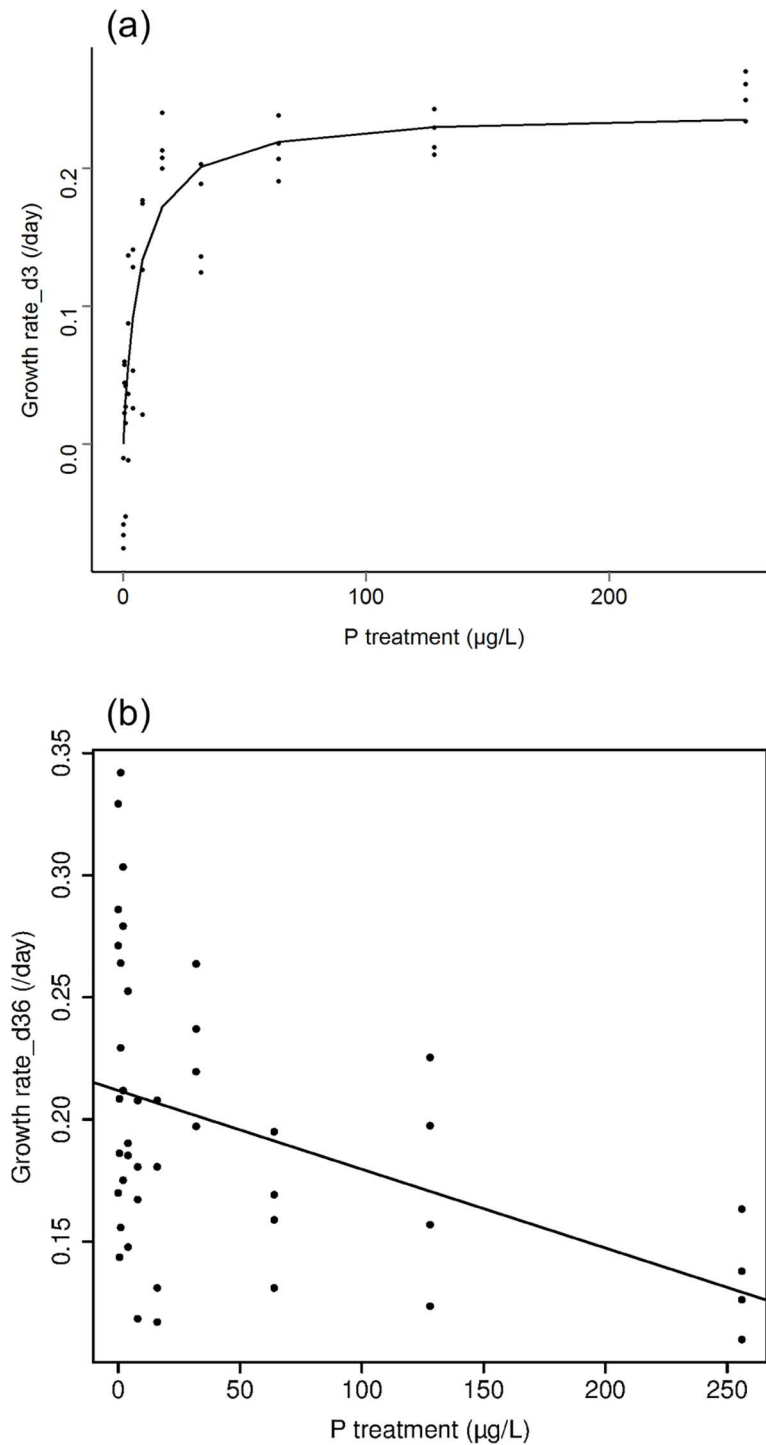 (a)
Growth rate_d3 (/day)
0.2
0.1
0.0
0 100 200
P treatment (µg/L)
(b)
Growth rate_d36 (/day)
0.35
0.30
0.25
0.20
0.15
0 50 100 150 200 250
P treatment (µg/L)